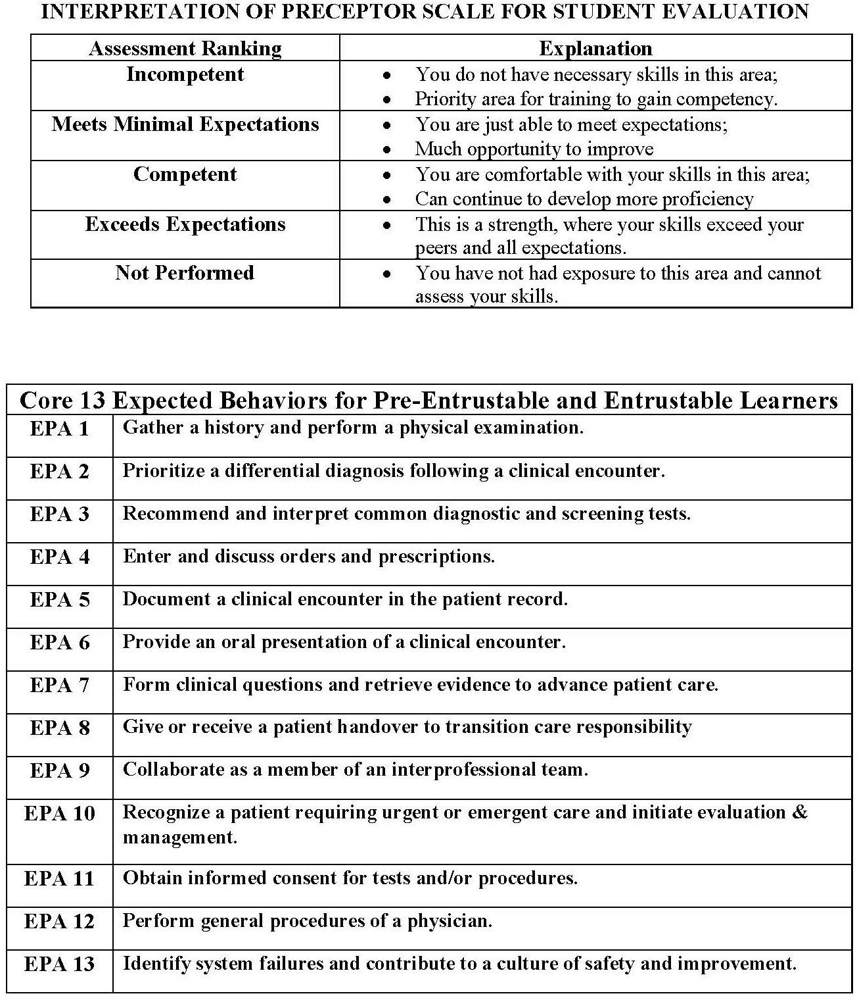 INTERPRETATION OF PRECEPTOR SCALE FOR STUDENT EVALUATION
Assessment Ranking
Explanation
Incompetent
• You do not have necessary skills in this area;
• Priority area for training to gain competency.
Meets Minimal Expectations
• You are just able to meet expectations;
• Much opportunity to improve
Competent
• You are comfortable with your skills in this area;
• Can continue to develop more proficiency
Exceeds Expectations
• This is a strength, where your skills exceed your
peers and all expectations.
Not Performed
• You have not had exposure to this area and cannot
assess your skills.
Core 13 Expected Behaviors for Pre-Entrustable and Entrustable Learners
EPA 1 Gather a history and perform a physical examination.
EPA 2 Prioritize a differential diagnosis following a clinical encounter.
EPA 3 Recommend and interpret common diagnostic and screening tests.
EPA 4 Enter and discuss orders and prescriptions.
EPA 5 Document a clinical encounter in the patient record.
EPA 6 Provide an oral presentation of a clinical encounter.
EPA 7 Form clinical questions and retrieve evidence to advance patient care.
EPA 8 Give or receive a patient handover to transition care responsibility
EPA 9 Collaborate as a member of an interprofessional team.
EPA 10 Recognize a patient requiring urgent or emergent care and initiate evaluation &
management.
EPA 11 Obtain informed consent for tests and/or procedures.
EPA 12 Perform general procedures of a physician.
EPA 13 Identify system failures and contribute to a culture of safety and improvement.